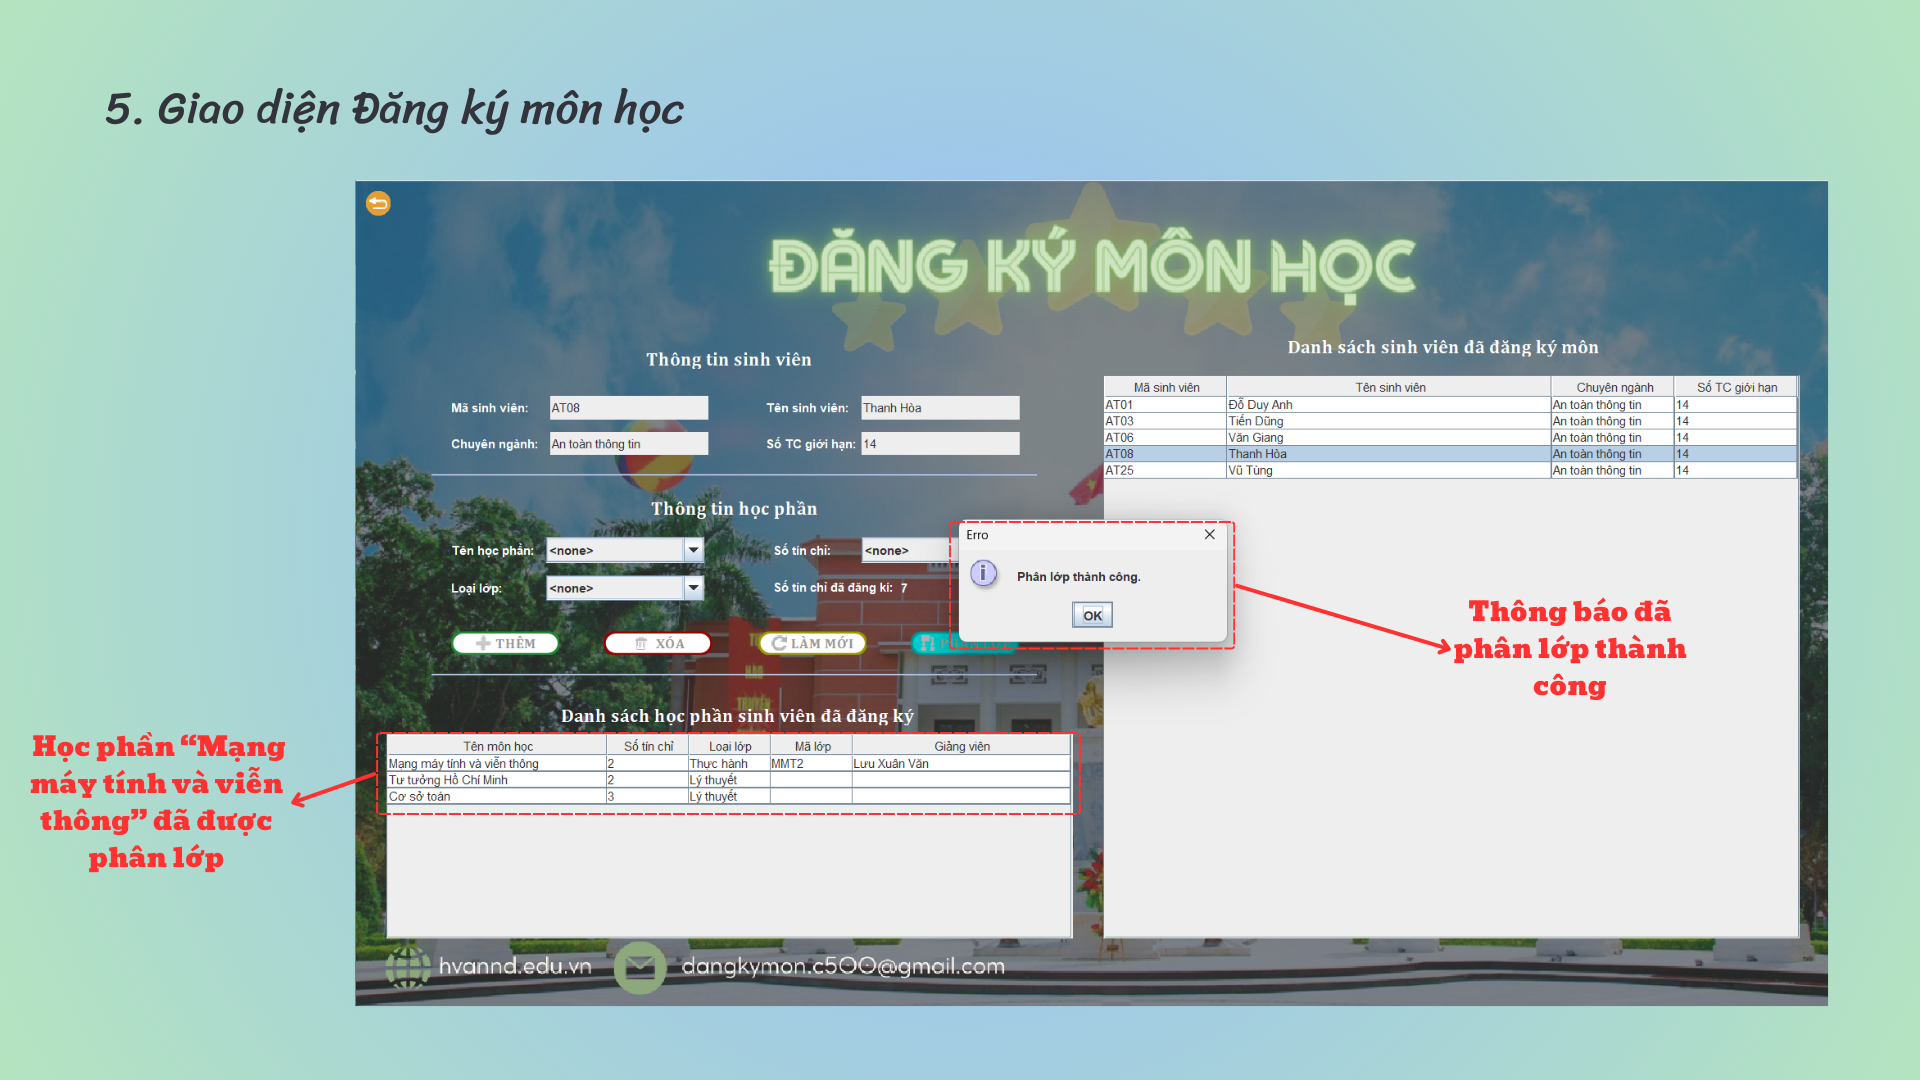 5. Giao diện Đăng ký môn học
ĐĂNG KÝ MÔN HỌC
Thông tin sinh viên
Mã sinh viên: AT08 Tên sinh viên: Thanh Hòa
Chuyên ngành: An toàn thông tin Số TC giới hạn: 14
Thông tin học phần
Tên học phần: <none> Số tín chỉ: <none>
Loại lớp: <none> Số tín chỉ đã đăng kí: 7
THÊM XÓA LÀM MỚI
Danh sách học phần sinh viên đã đăng ký
Tên môn học Số tín chỉ Loại lớp Mã lớp Giảng viên
Mạng máy tính và viễn thông 2 Thực hành MMT2 Lưu Xuân Vãn
Tư tưởng Hồ Chí Minh 2 Lý thuyết
Cơ sở toán 3 Lý thuyết
Danh sách sinh viên đã đăng ký môn
Mã sinh viên Tên sinh viên Chuyên ngành Số TC giới hạn
AT01 Đỗ Duy Anh An toàn thông tin 14
AT03 Tiến Dũng An toàn thông tin 14
AT06 Văn Giang An toàn thông tin 14
AT08 Thanh Hòa An toàn thông tin 14
AT25 Vũ Tùng An toàn thông tin 14
Erro
Phân lớp thành công.
OK
Thông báo đã
phân lớp thành
công
Học phần “Mạng
máy tính và viễn
thông” đã được
phân lớp
hvannd.edu.vn dangkymon.c500@gmail.com